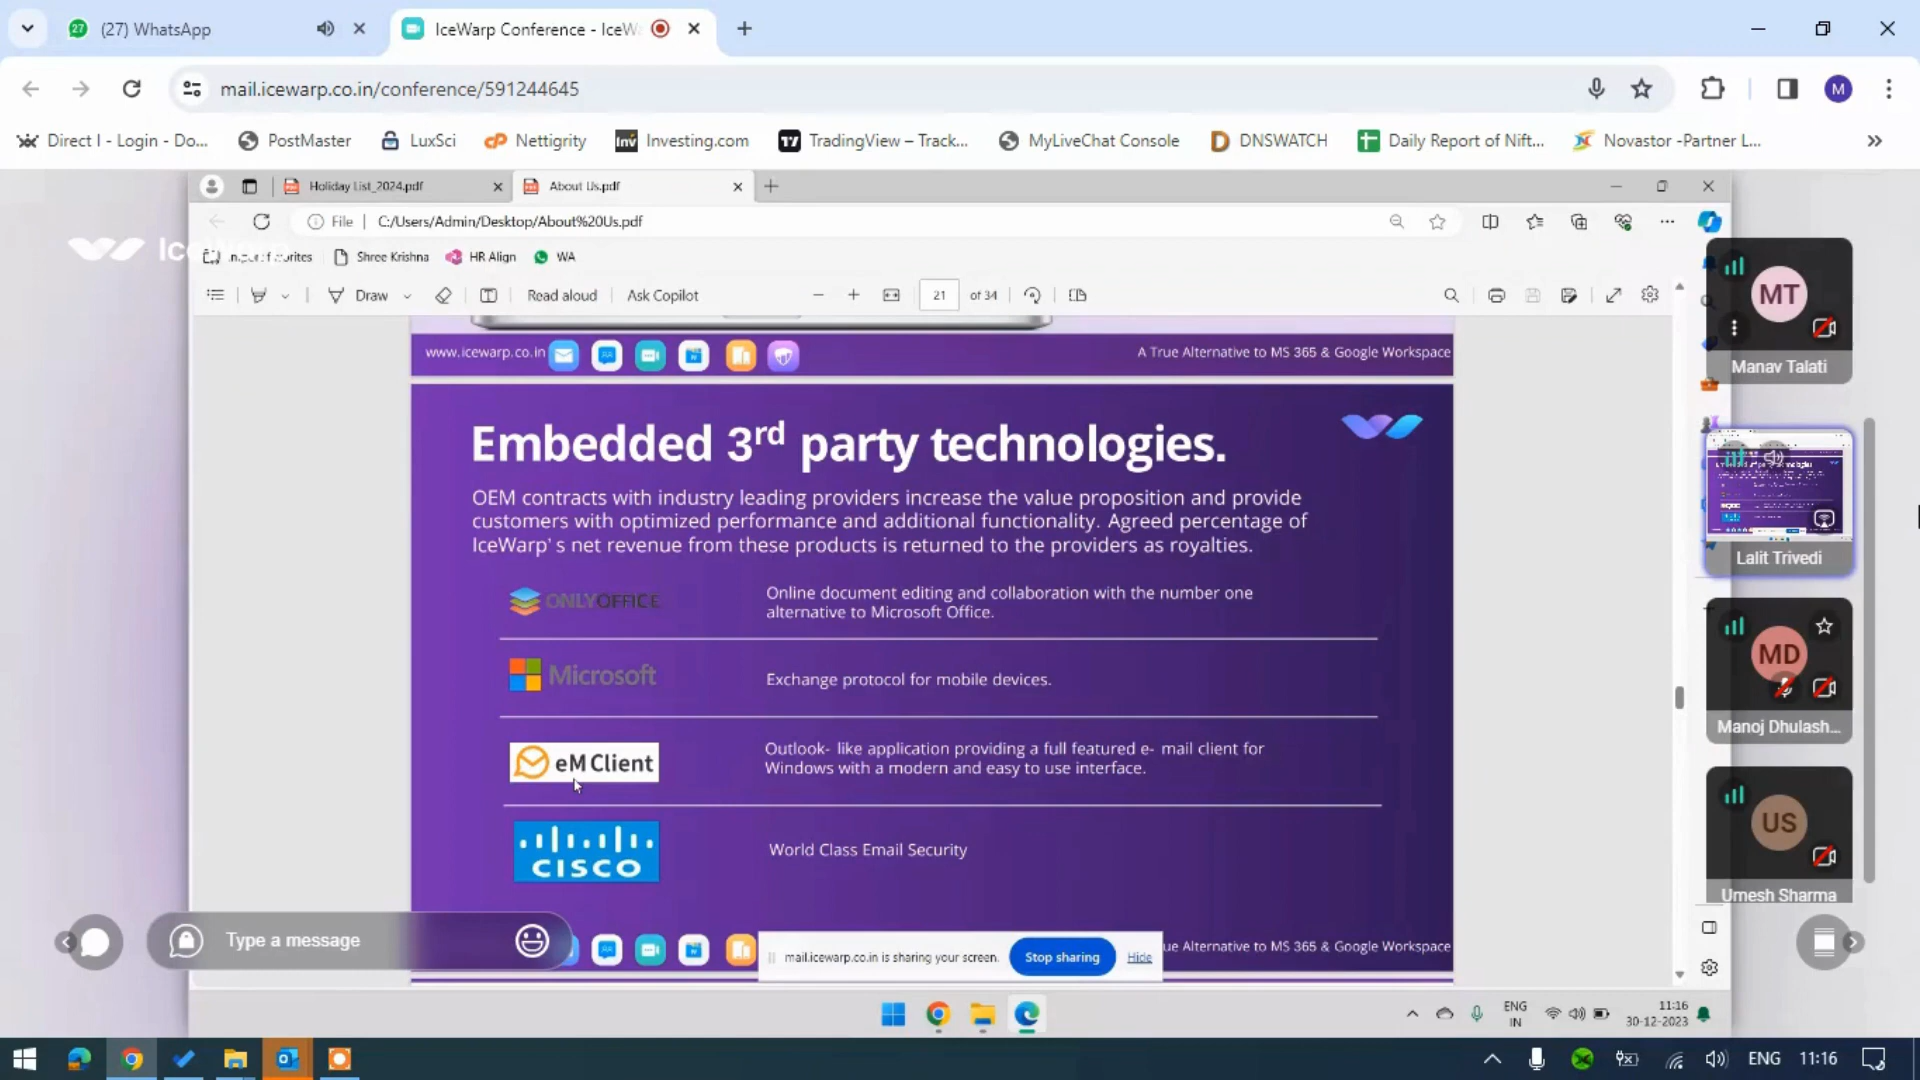 (27) WhatsApp
IceWarp Conference - IceW
mail.icewarp.co.in/conference/591244645
M
Direct I - Login - Do...
PostMaster
LuxSci
Nettigrity
Investing.com
TradingView – Track...
MyLiveChat Console
DNSWATCH
Daily Report of Nift...
Novastor -Partner L...
Holiday List_2024.pdf
About Us.pdf
File
C:/Users/Admin/Desktop/About%20Us.pdf
Shree Krishna
HR Align
WA
Draw
Read aloud
Ask Copilot
21
of 34
www.icewarp.co.in
A True Alternative to MS 365 & Google Workspace
Embedded 3rd party technologies.
OEM contracts with industry leading providers increase the value proposition and provide
customers with optimized performance and additional functionality. Agreed percentage of
IceWarp's net revenue from these products is returned to the providers as royalties.
ONLYOFFICE
Online document editing and collaboration with the number one
alternative to Microsoft Office.
Microsoft
Exchange protocol for mobile devices.
eM Client
Outlook- like application providing a full featured e- mail client for
Windows with a modern and easy to use interface.
CISCO
World Class Email Security
ue Alternative to MS 365 & Google Workspace
mail.icewarp.co.in is sharing your screen.
Stop sharing
Hide
Type a message
MT
Manav Talati
Lalit Trivedi
MD
Manoj Dhulash...
US
Umesh Sharma
ENG
IN
11:16
30-12-2023
ENG
11:16